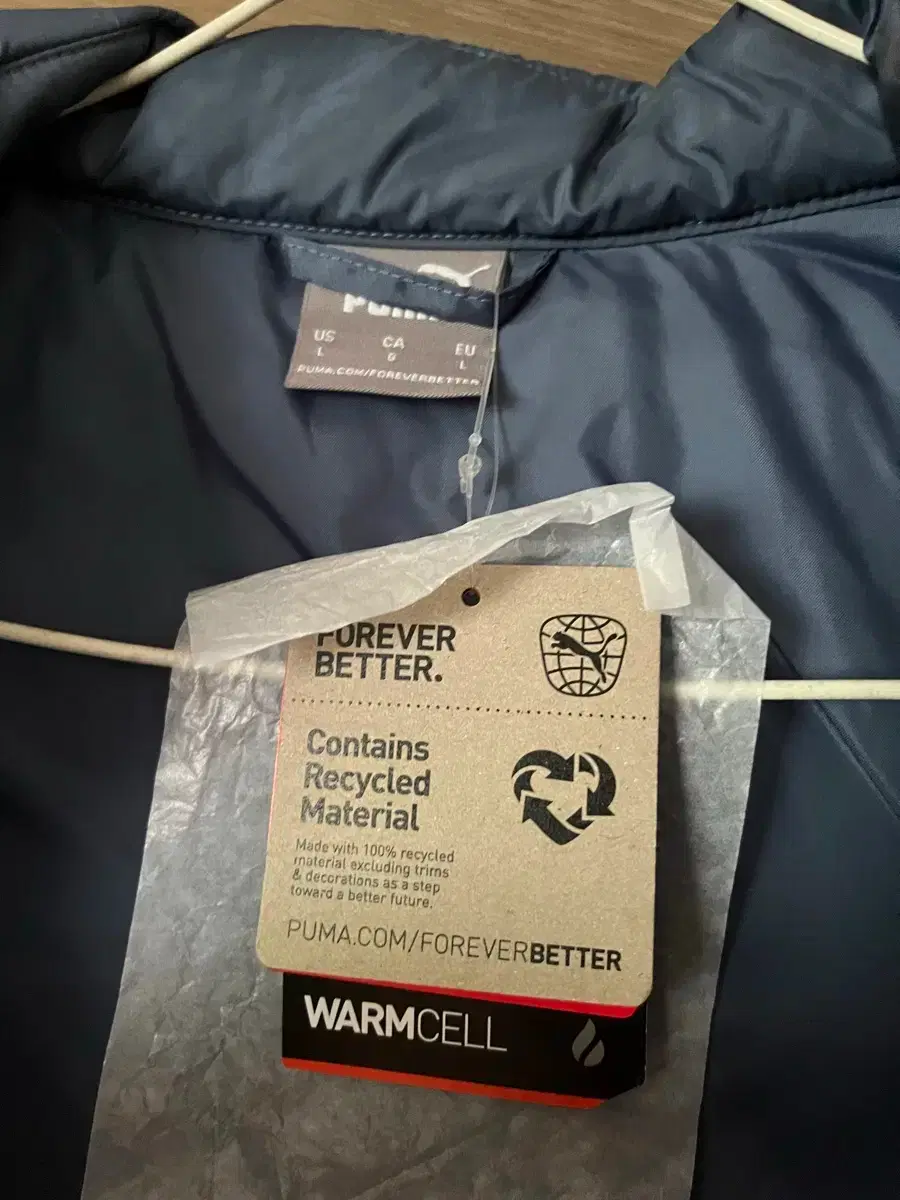 PUMA
US CA EU
L G L
PUMA.COM/FOREVERBETTER
FOREVER
BETTER.
Contains
Recycled
Material
Made with 100% recycled
material excluding trims
& decorations as a step
toward a better future.
PUMA.COM/FOREVERBETTER
WARMCELL